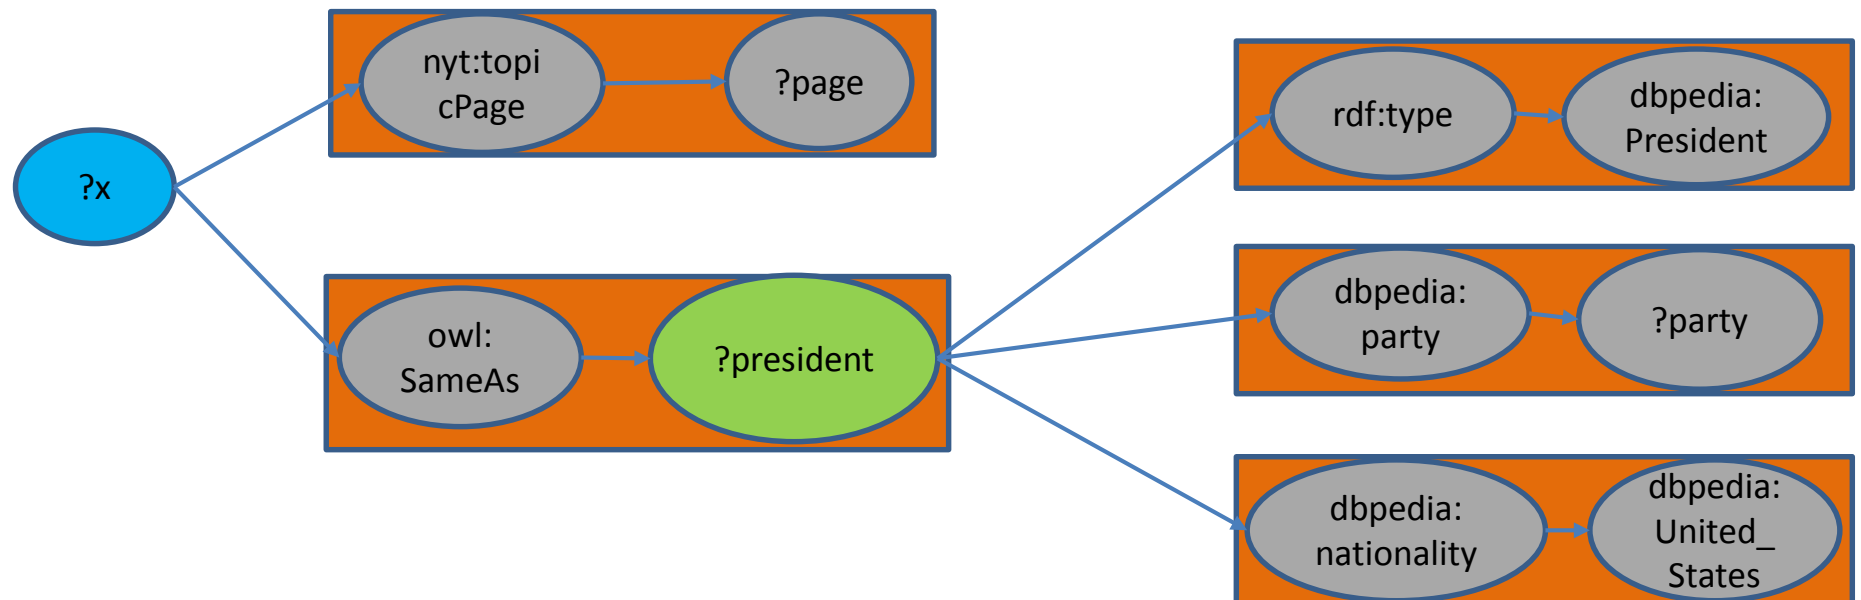 ?x
nyt:topi
cPage
?page
owl:
SameAs
?president
rdf:type
dbpedia:
President
dbpedia:
party
?party
dbpedia:
nationality
dbpedia:
United_
States